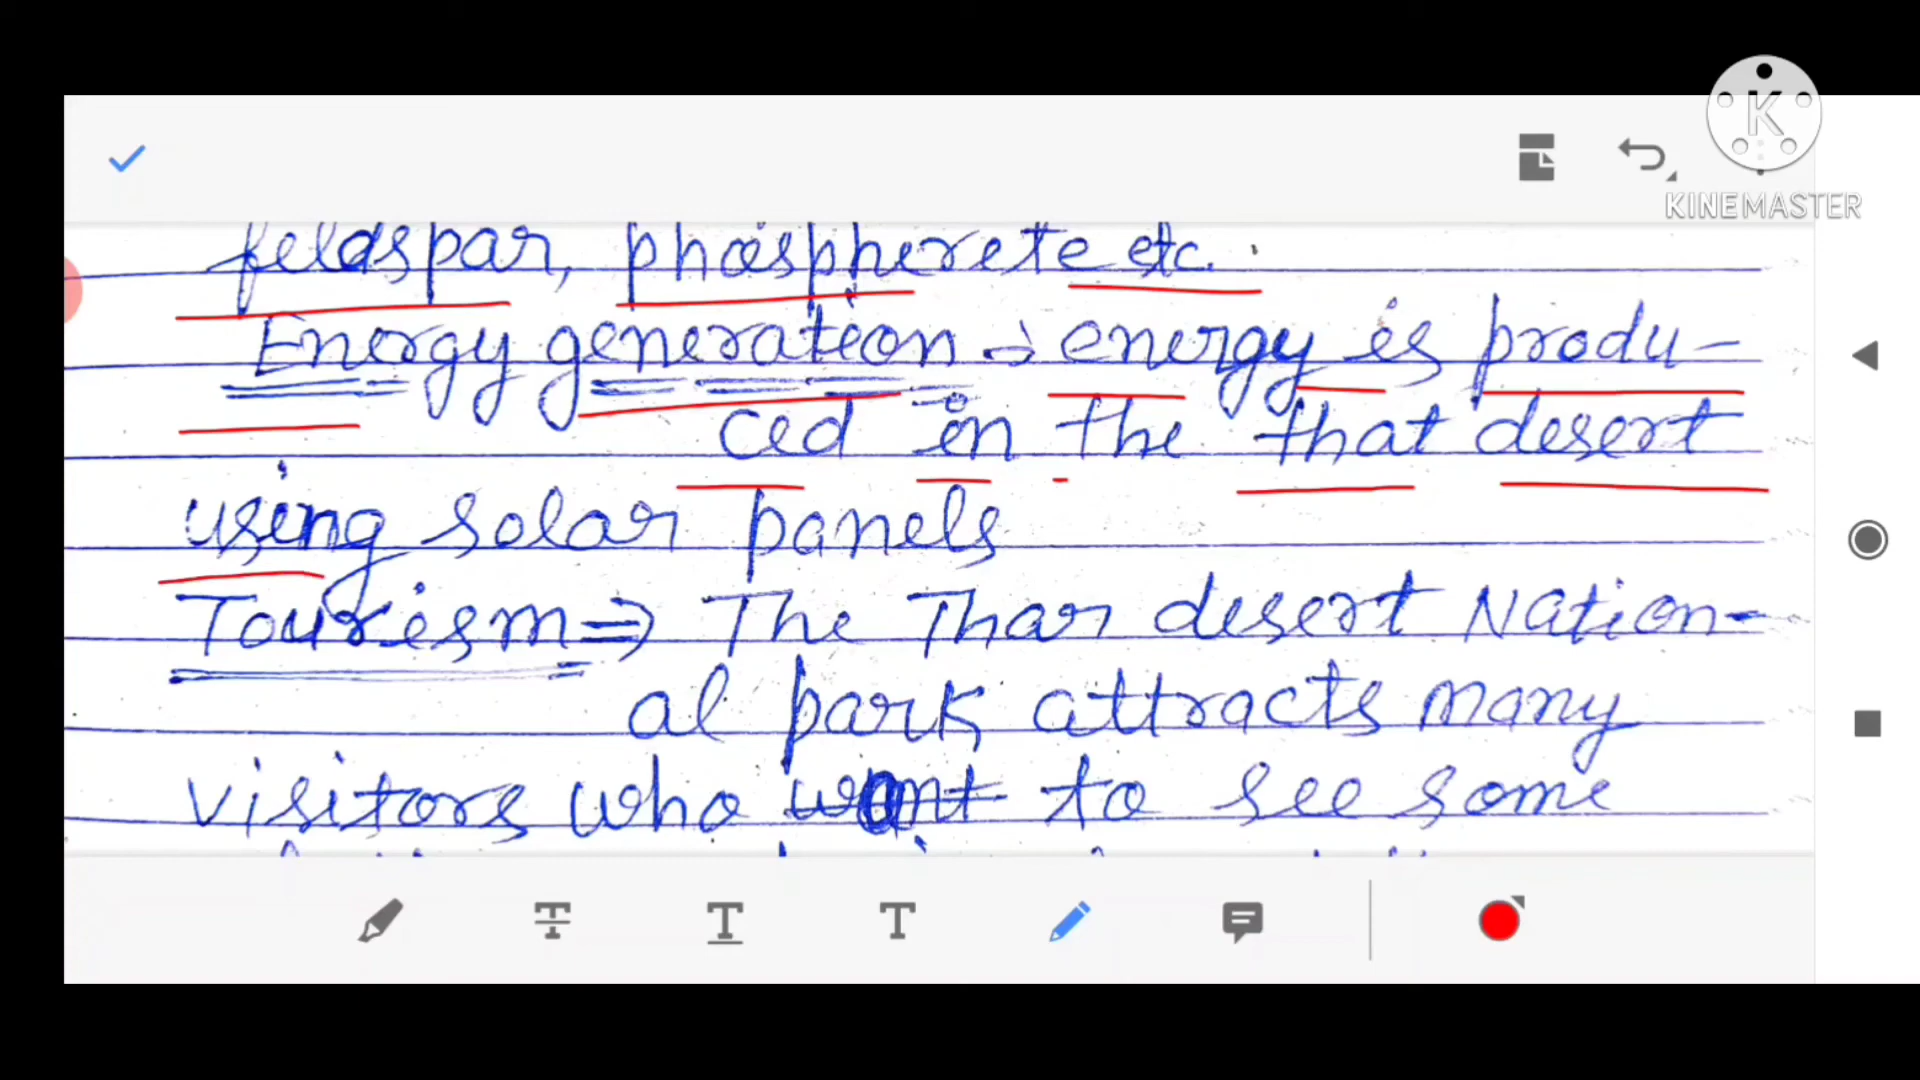 KINEMASTER
feldspar, phospherete etc.
Energy generation → energy is produ-
ced in the that desert
using solar panels
Tourism ⇒ The Thar desert Nation-
al park attracts many
visitors who want to see some